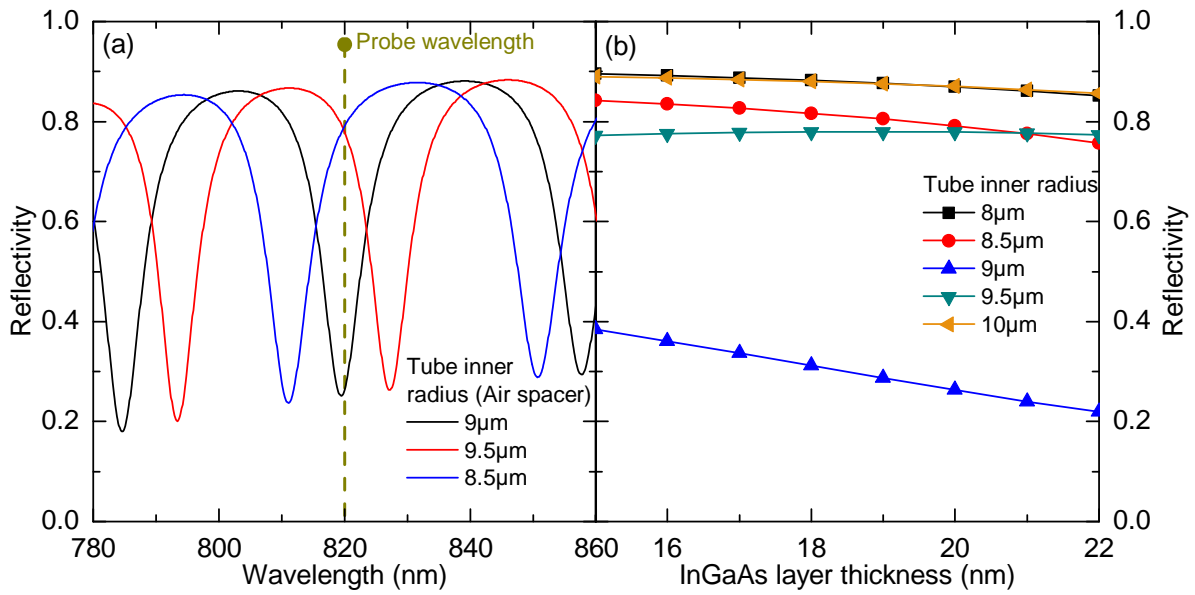 (a)
Probe wavelength
(b)
1.0
0.8
0.6
0.4
0.2
0.0
Reflectivity
Tube inner
radius (Air spacer)
9µm
9.5µm
8.5µm
780
800
820
840
860
Wavelength (nm)
Tube inner radius
8µm
8.5µm
9µm
9.5µm
10µm
16
18
20
22
InGaAs layer thickness (nm)
1.0
0.8
0.6
0.4
0.2
0.0
Reflectivity